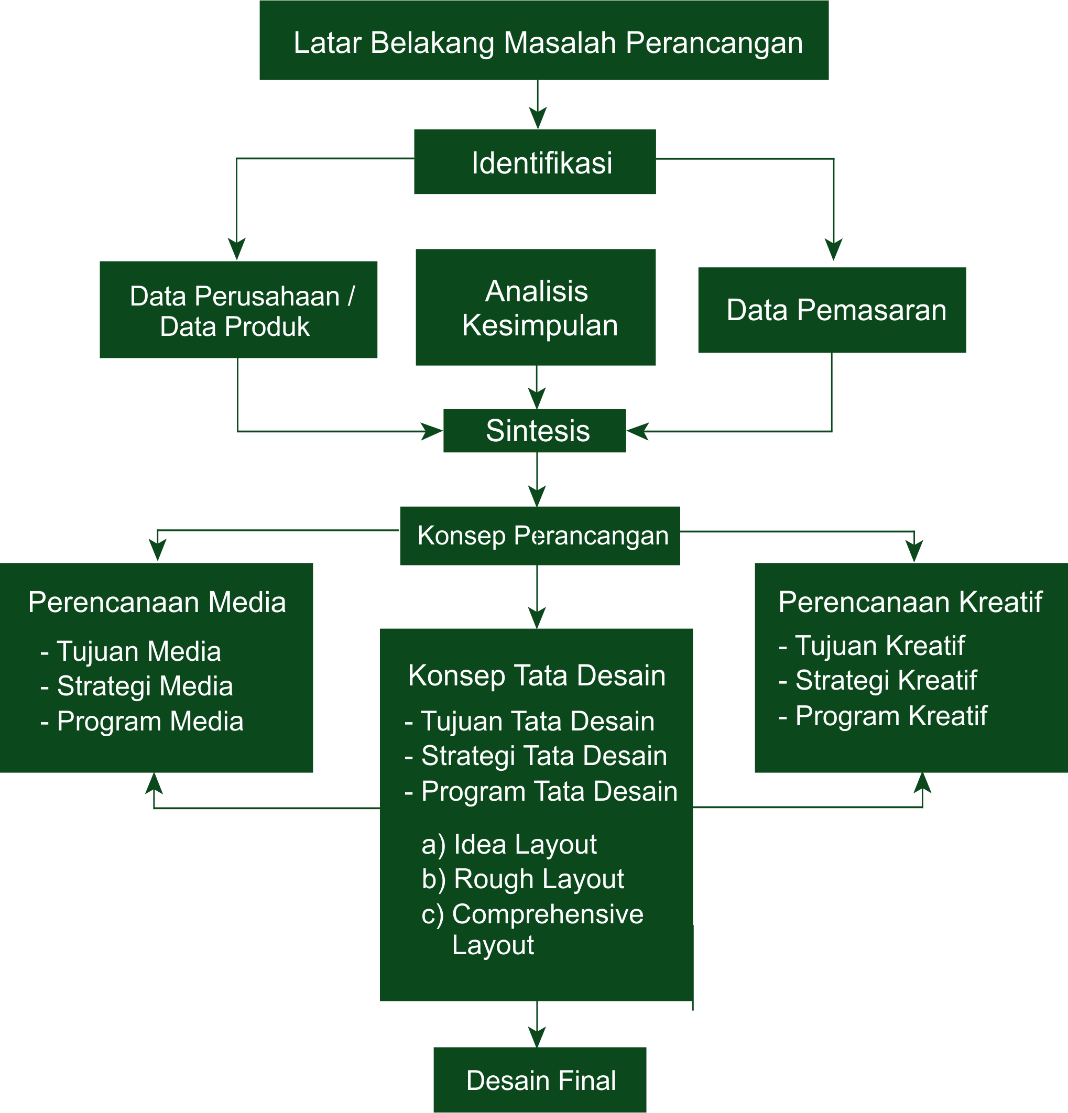 Latar Belakang Masalah Perancangan
Identifikasi
Data Perusahaan /
Data Produk
Analisis
Kesimpulan
Data Pemasaran
Sintesis
Konsep Perancangan
Perencanaan Media
- Tujuan Media
- Strategi Media
- Program Media
Konsep Tata Desain
- Tujuan Tata Desain
- Strategi Tata Desain
- Program Tata Desain
a) Idea Layout
b) Rough Layout
c) Comprehensive
Layout
Perencanaan Kreatif
- Tujuan Kreatif
- Strategi Kreatif
- Program Kreatif
Desain Final